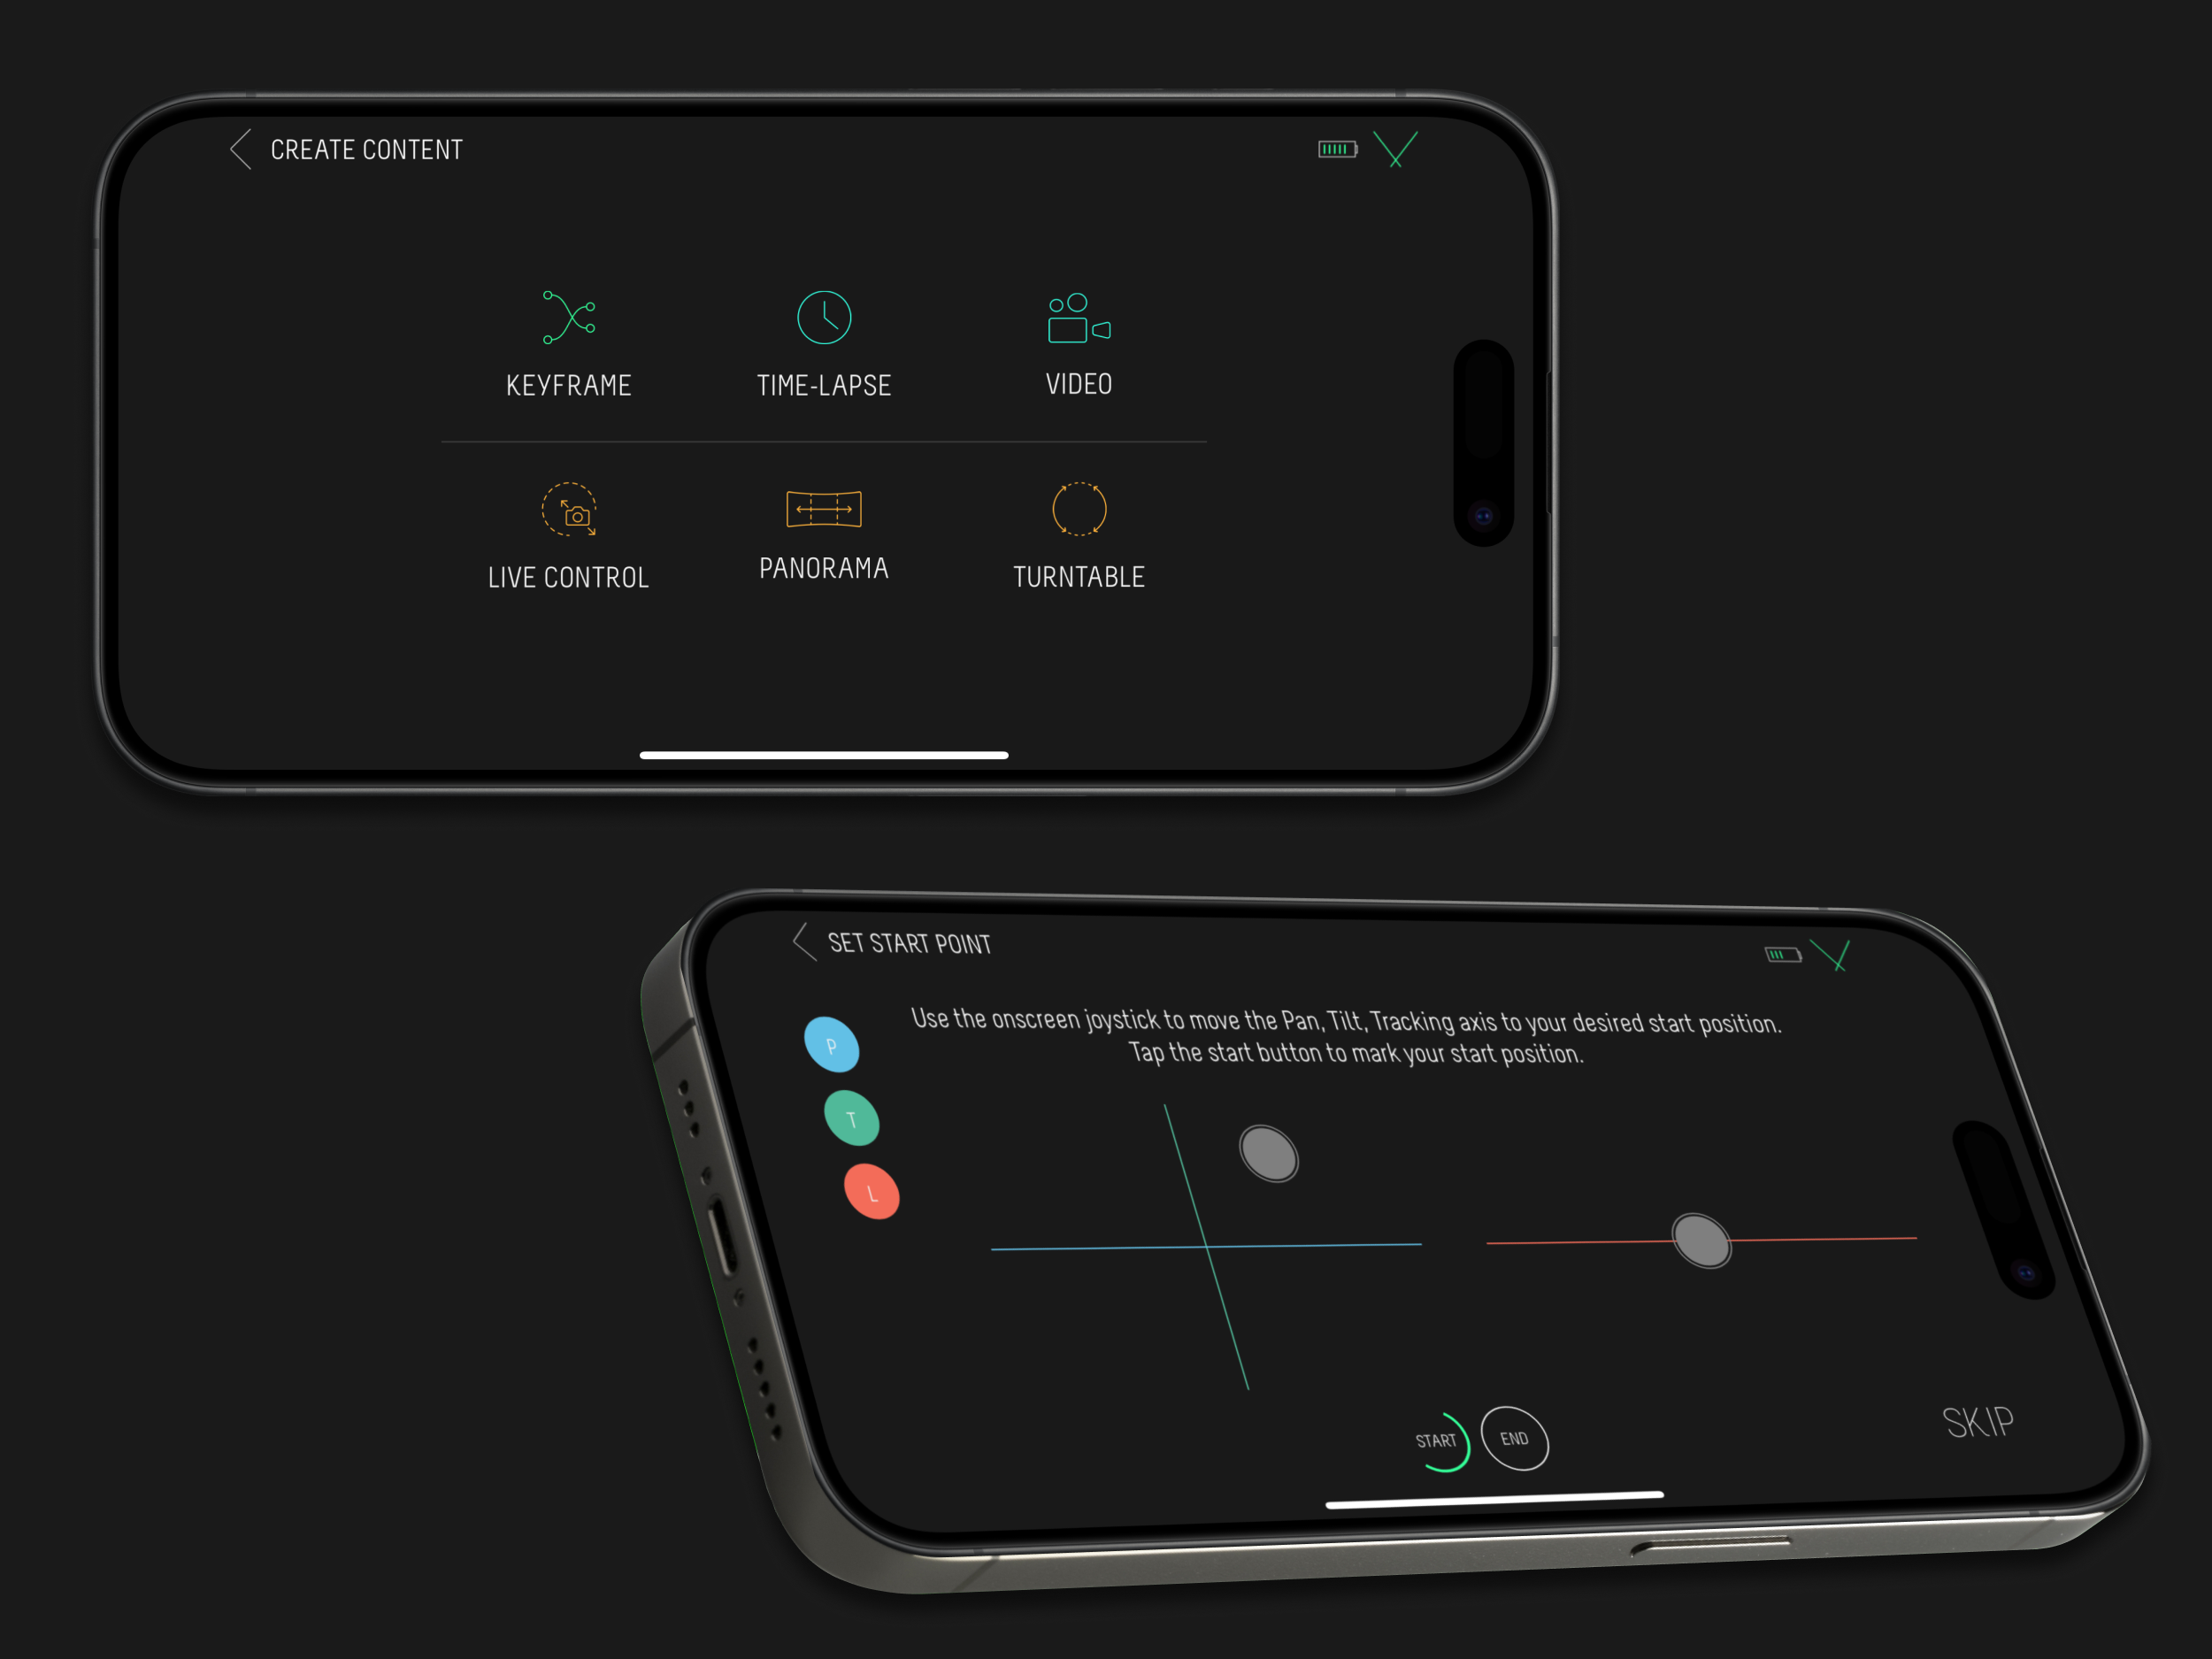 CREATE CONTENT
KEYFRAME
TIME-LAPSE
VIDEO
LIVE CONTROL
PANORAMA
TURNTABLE
SET START POINT
Use the onscreen joystick to move the Pan, Tilt, Tracking axis to your desired start position.
Tap the start button to mark your start position.
P
T
L
START
END
SKIP